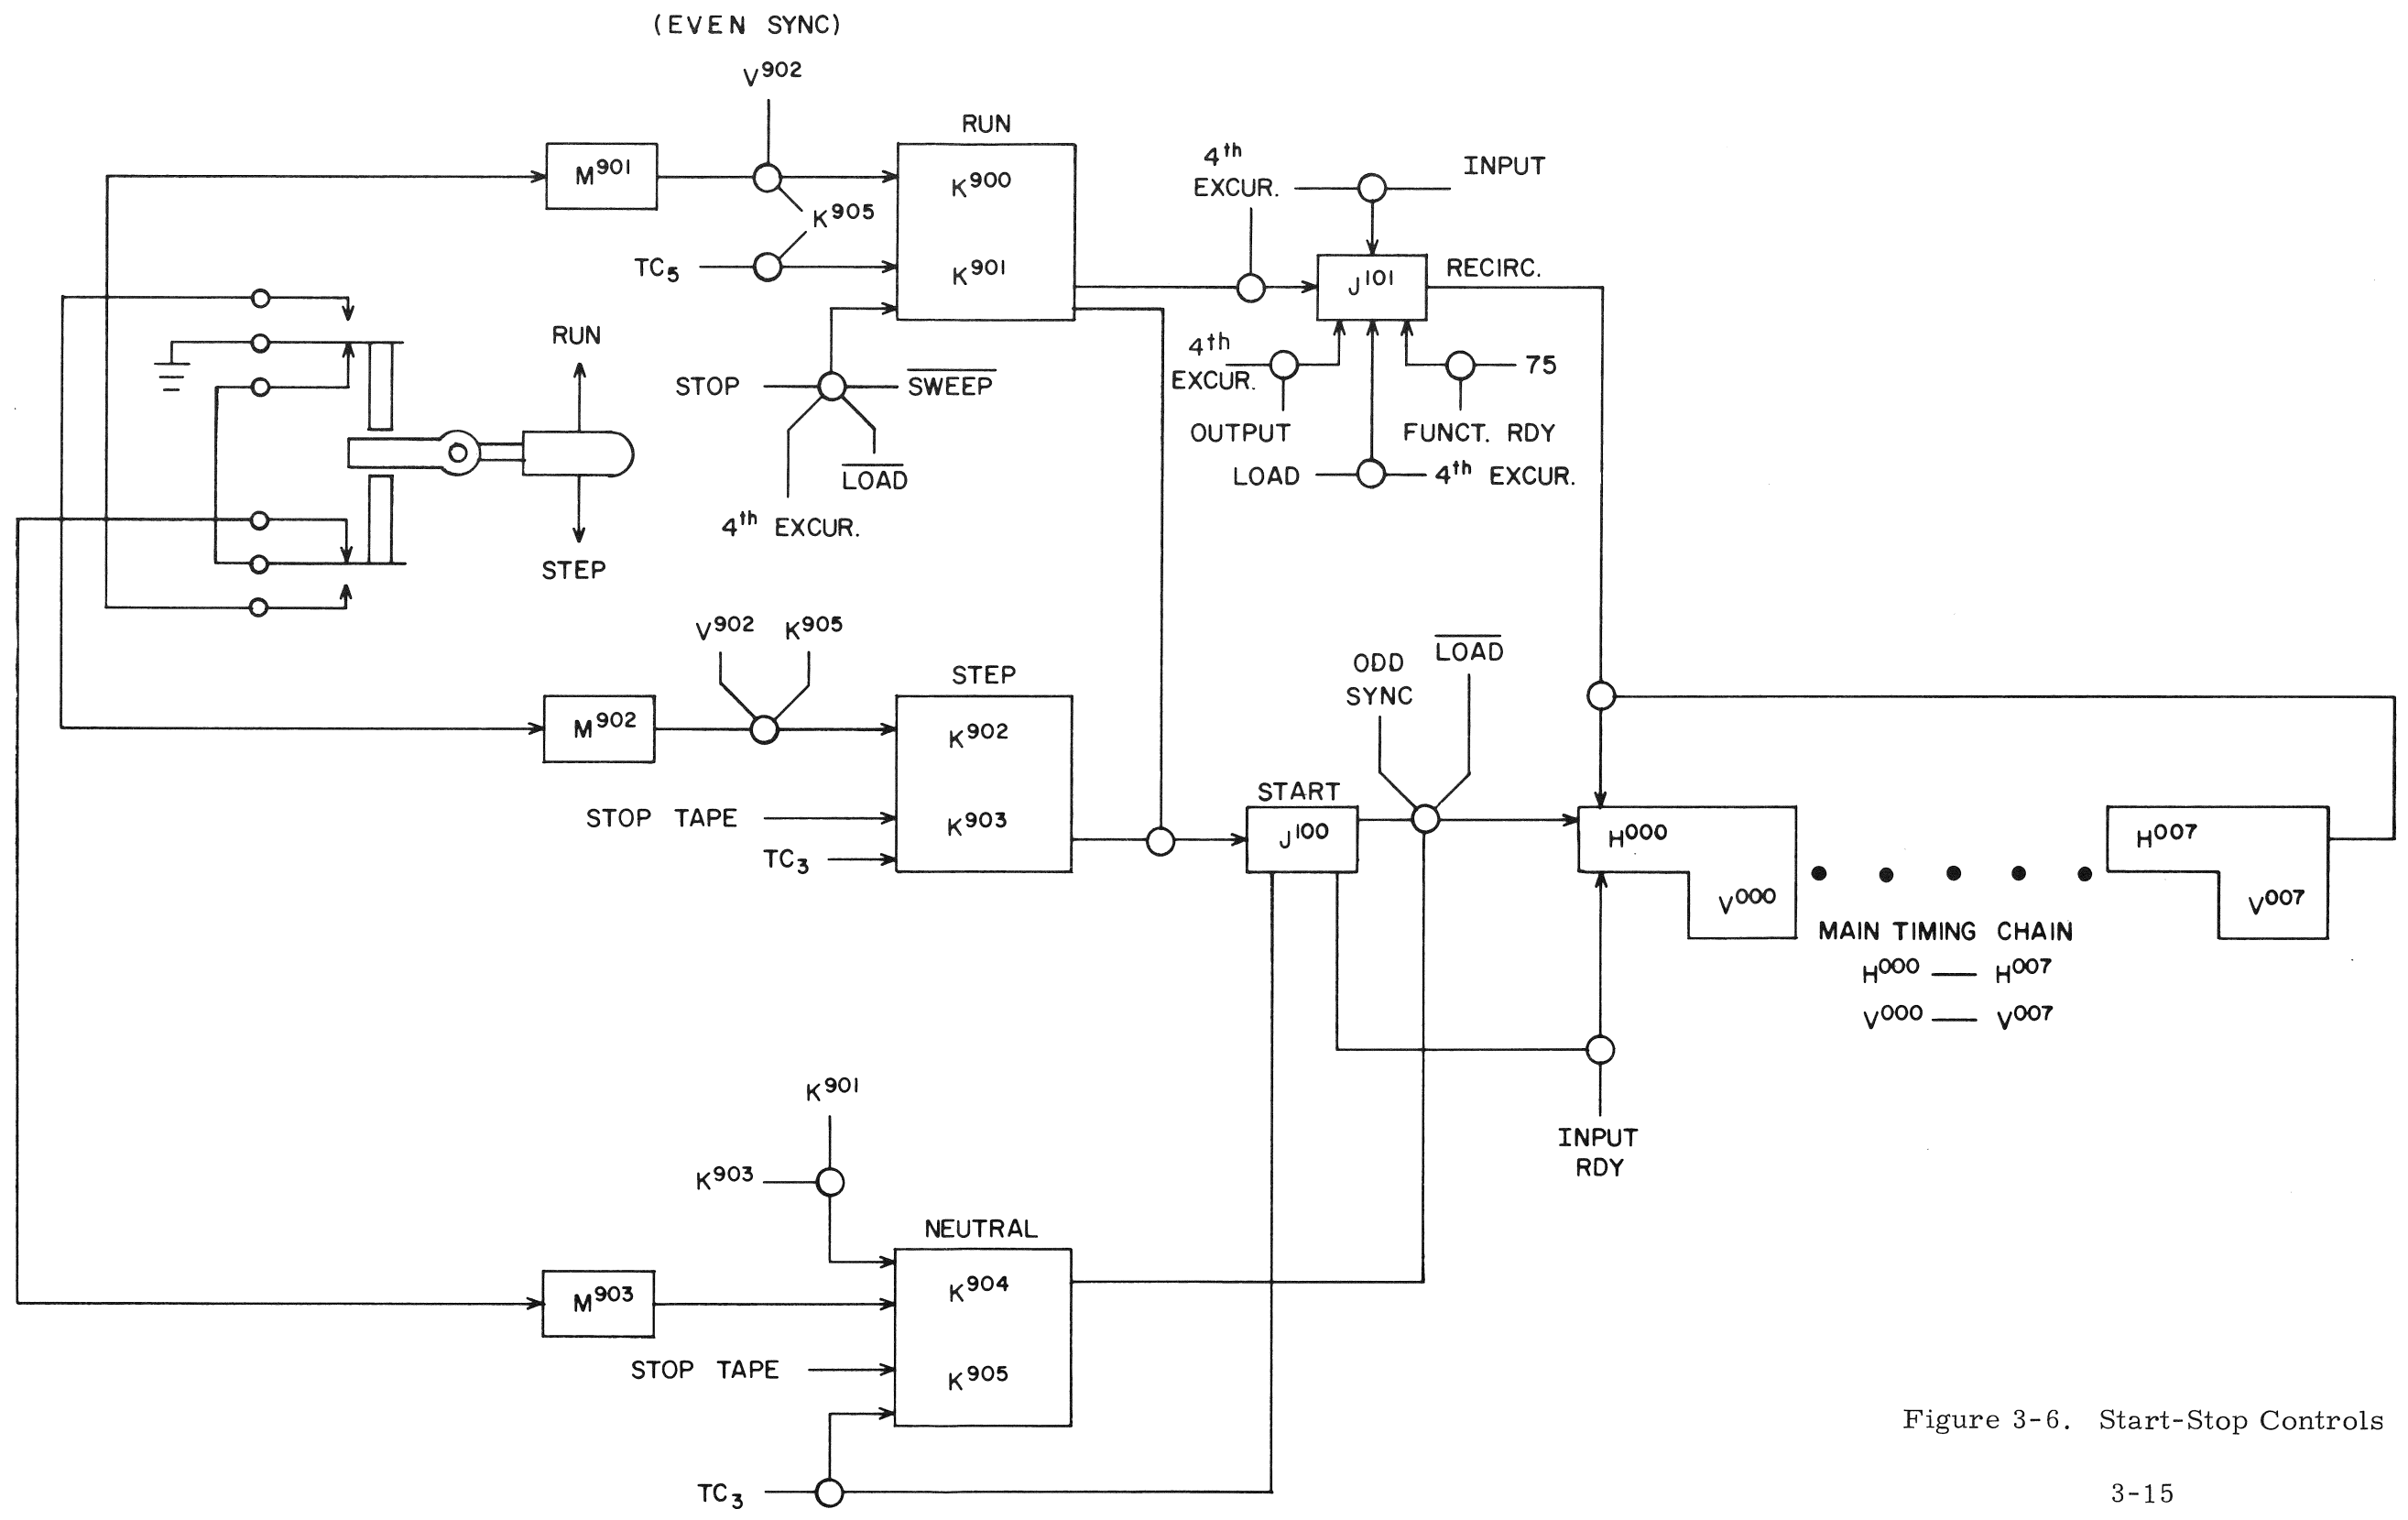 (EVEN SYNC)
V902
RUN
M901
K900
K905
TC5
K901
4th
EXCUR.
INPUT
J101
RECIRC.
RUN
STOP
SWEEP
4th
EXCUR.
75
OUTPUT
FUNCT. RDY
LOAD
LOAD
4th EXCUR.
4th EXCUR.
STEP
V902
K905
STEP
ODD
SYNC
LOAD
M902
K902
STOP TAPE
K903
TC3
START
J100
H000
V000
H007
V007
MAIN TIMING CHAIN
H000 — H007
V000 — V007
K901
K903
INPUT
RDY
NEUTRAL
M903
K904
STOP TAPE
K905
TC3
Figure 3-6. Start-Stop Controls
3-15